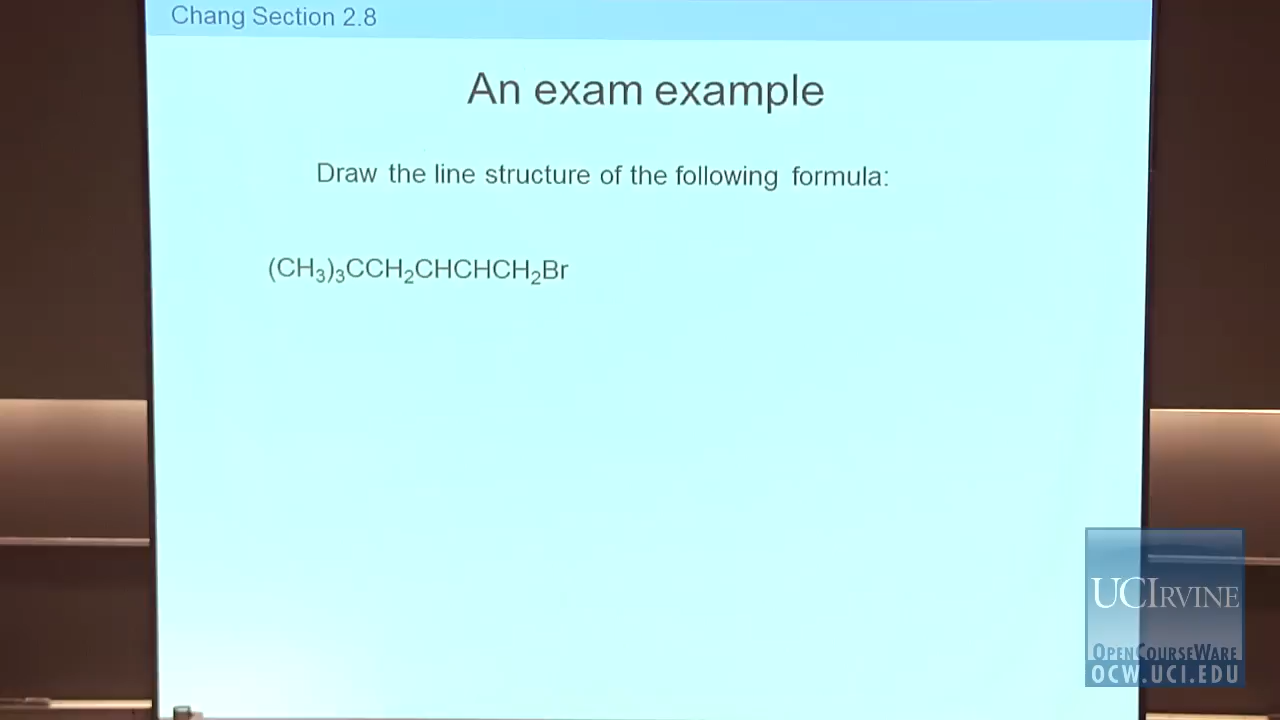 Chang Section 2.8
An exam example
Draw the line structure of the following formula:
(CH₃)₃CCH₂CHCHCH₂Br
UCIRVINE
OPENCOURSEWARE
OCW.UCI.EDU